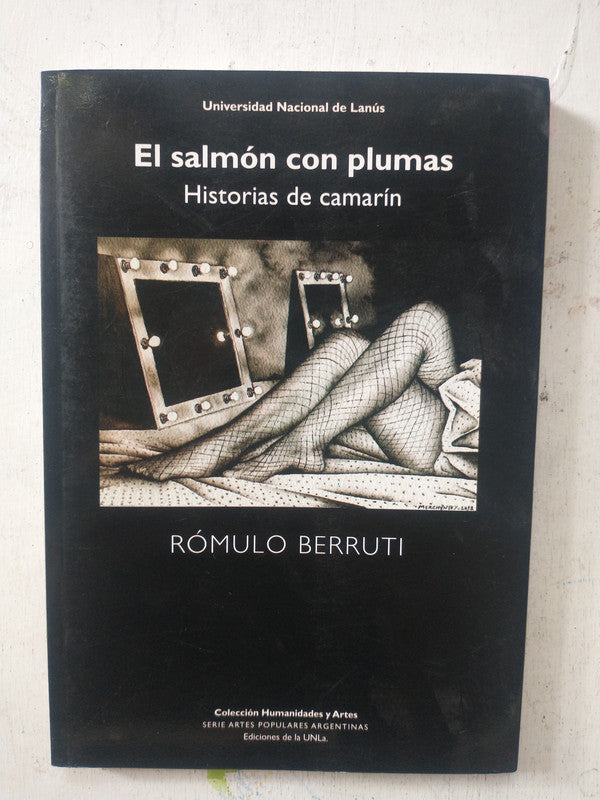 Universidad Nacional de Lanús
El salmón con plumas
Historias de camarín
RÓMULO BERRUTI
Colección Humanidades y Artes
SERIE ARTES POPULARES ARGENTINAS
Ediciones de la UNLa.